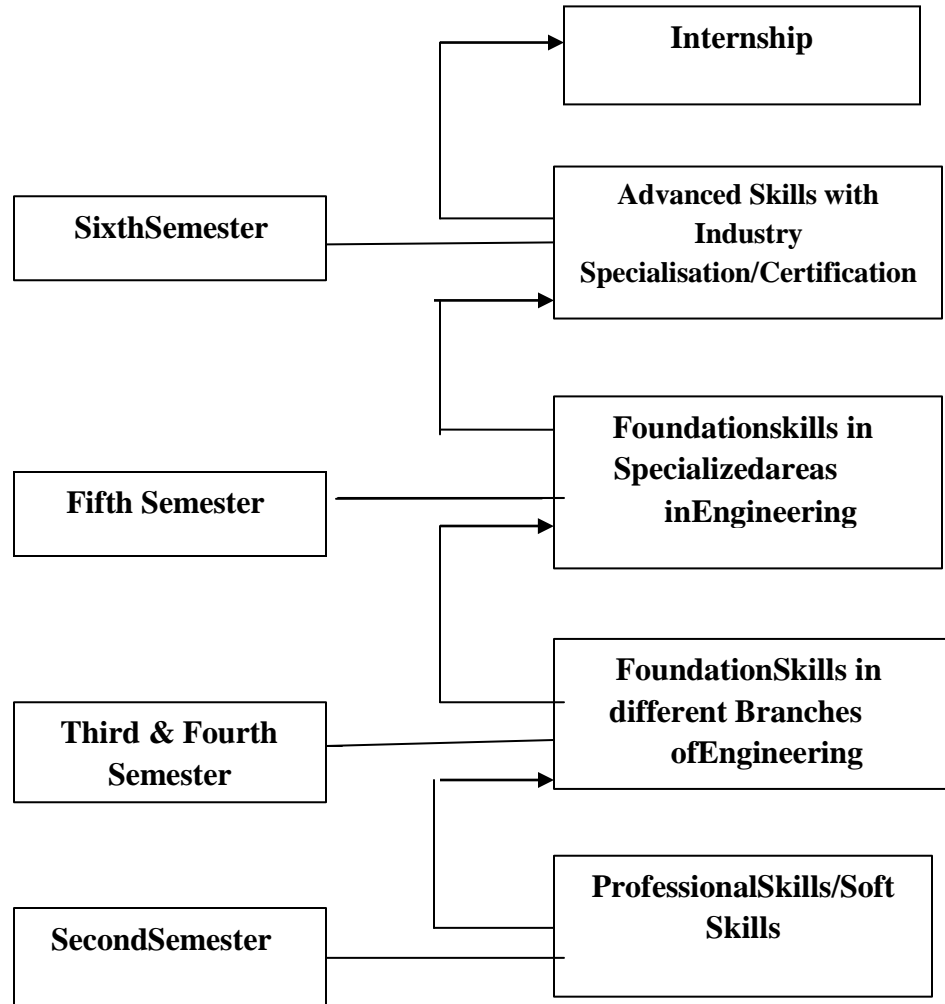 Internship
SixthSemester
Advanced Skills with
Industry
Specialisation/Certification
Fifth Semester
Foundationskills in
Specializedareas
inEngineering
Third & Fourth
Semester
FoundationSkills in
different Branches
ofEngineering
SecondSemester
ProfessionalSkills/Soft
Skills